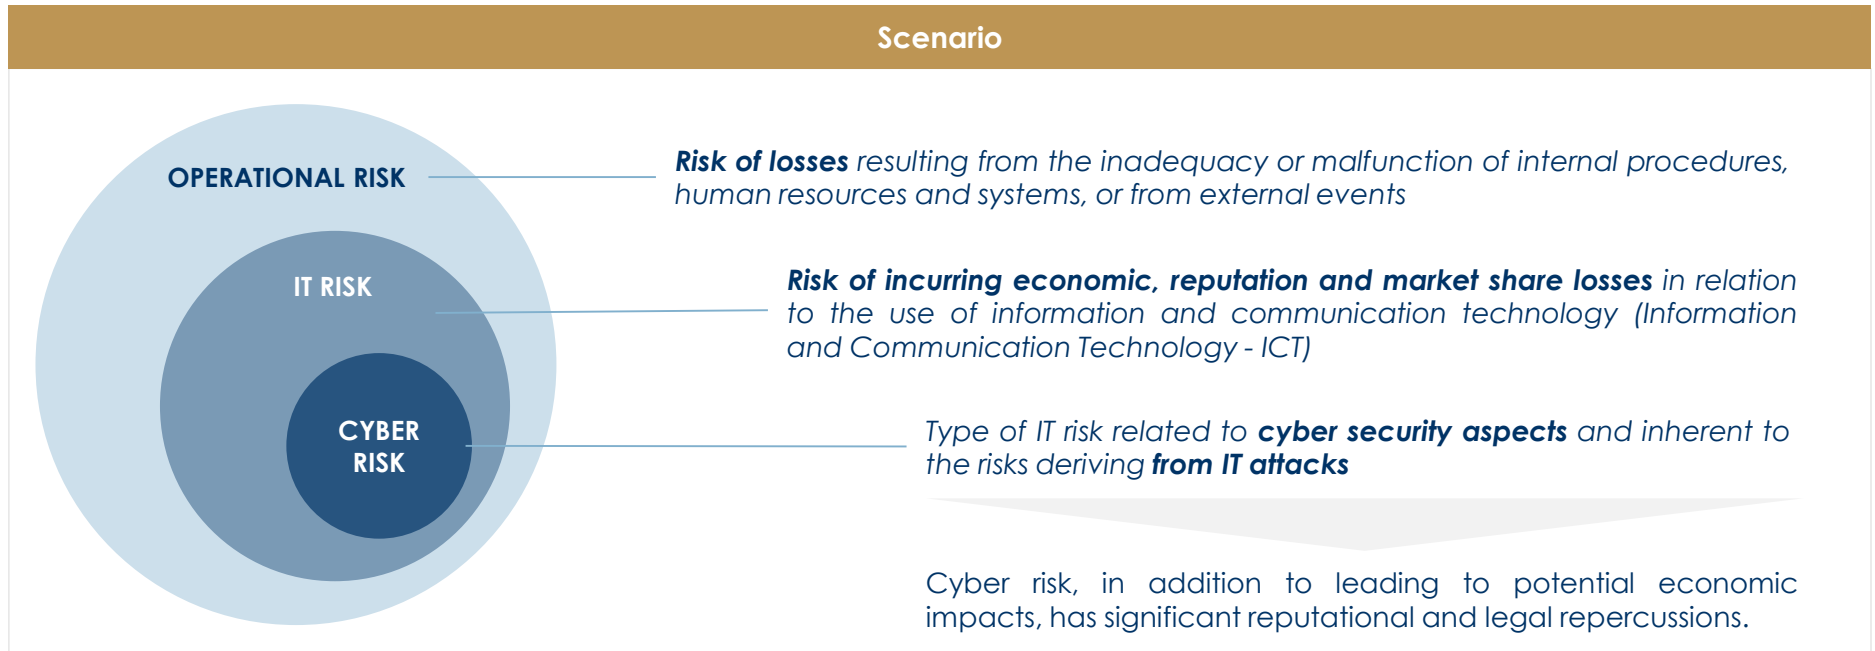 Scenario
OPERATIONAL RISK
Risk of losses resulting from the inadequacy or malfunction of internal procedures,
human resources and systems, or from external events
IT RISK
Risk of incurring economic, reputation and market share losses in relation
to the use of information and communication technology (Information
and Communication Technology - ICT)
CYBER
RISK
Type of IT risk related to cyber security aspects and inherent to
the risks deriving from IT attacks
Cyber risk, in addition to leading to potential economic
impacts, has significant reputational and legal repercussions.